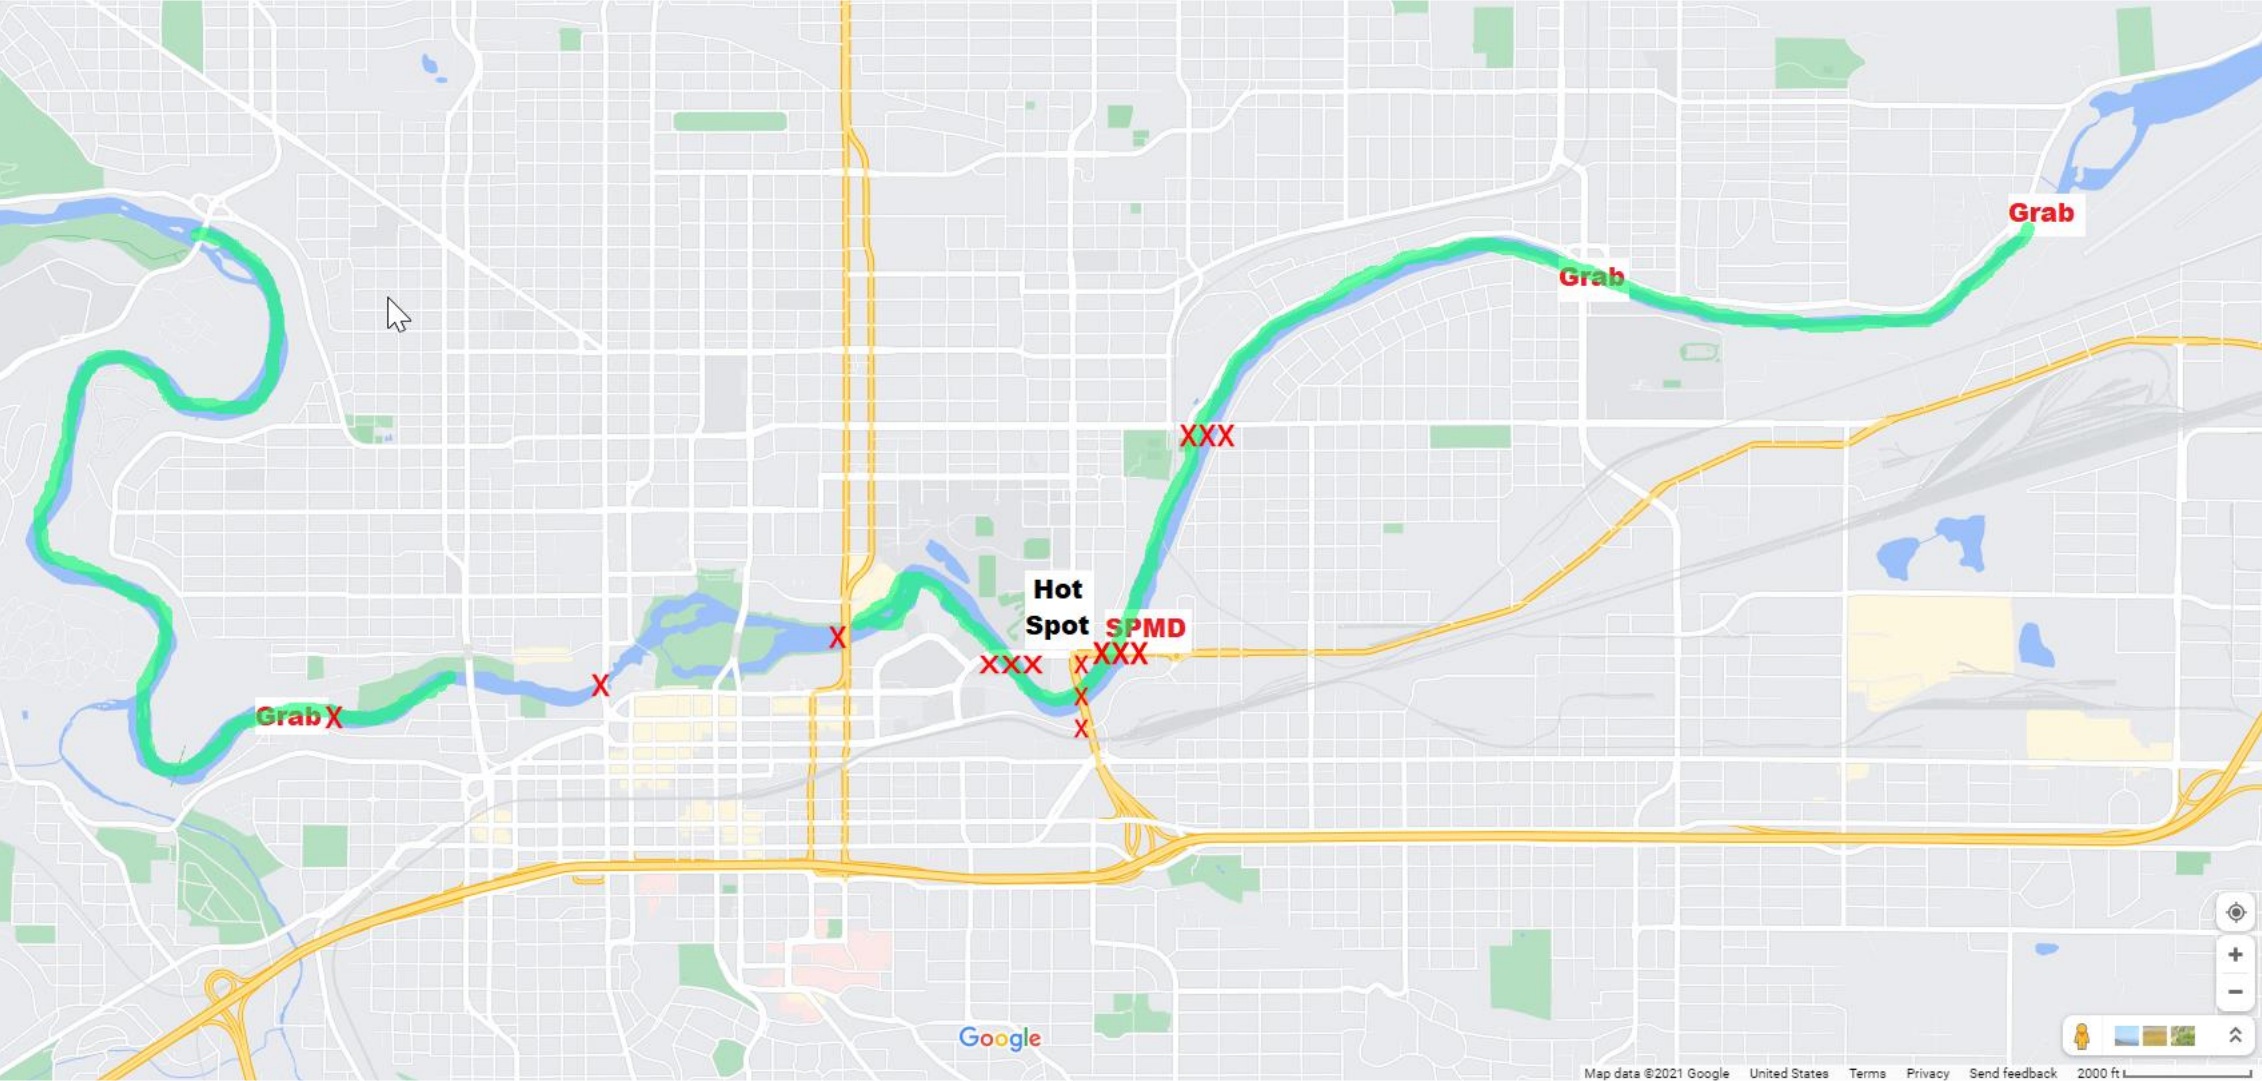 Grab
Grab
XXX
Hot
Spot
SPMD
XXX
XXX
X
X
X
X
X
Grab X
Google
Map data ©2021 Google United States Terms Privacy Send feedback 2000 ft